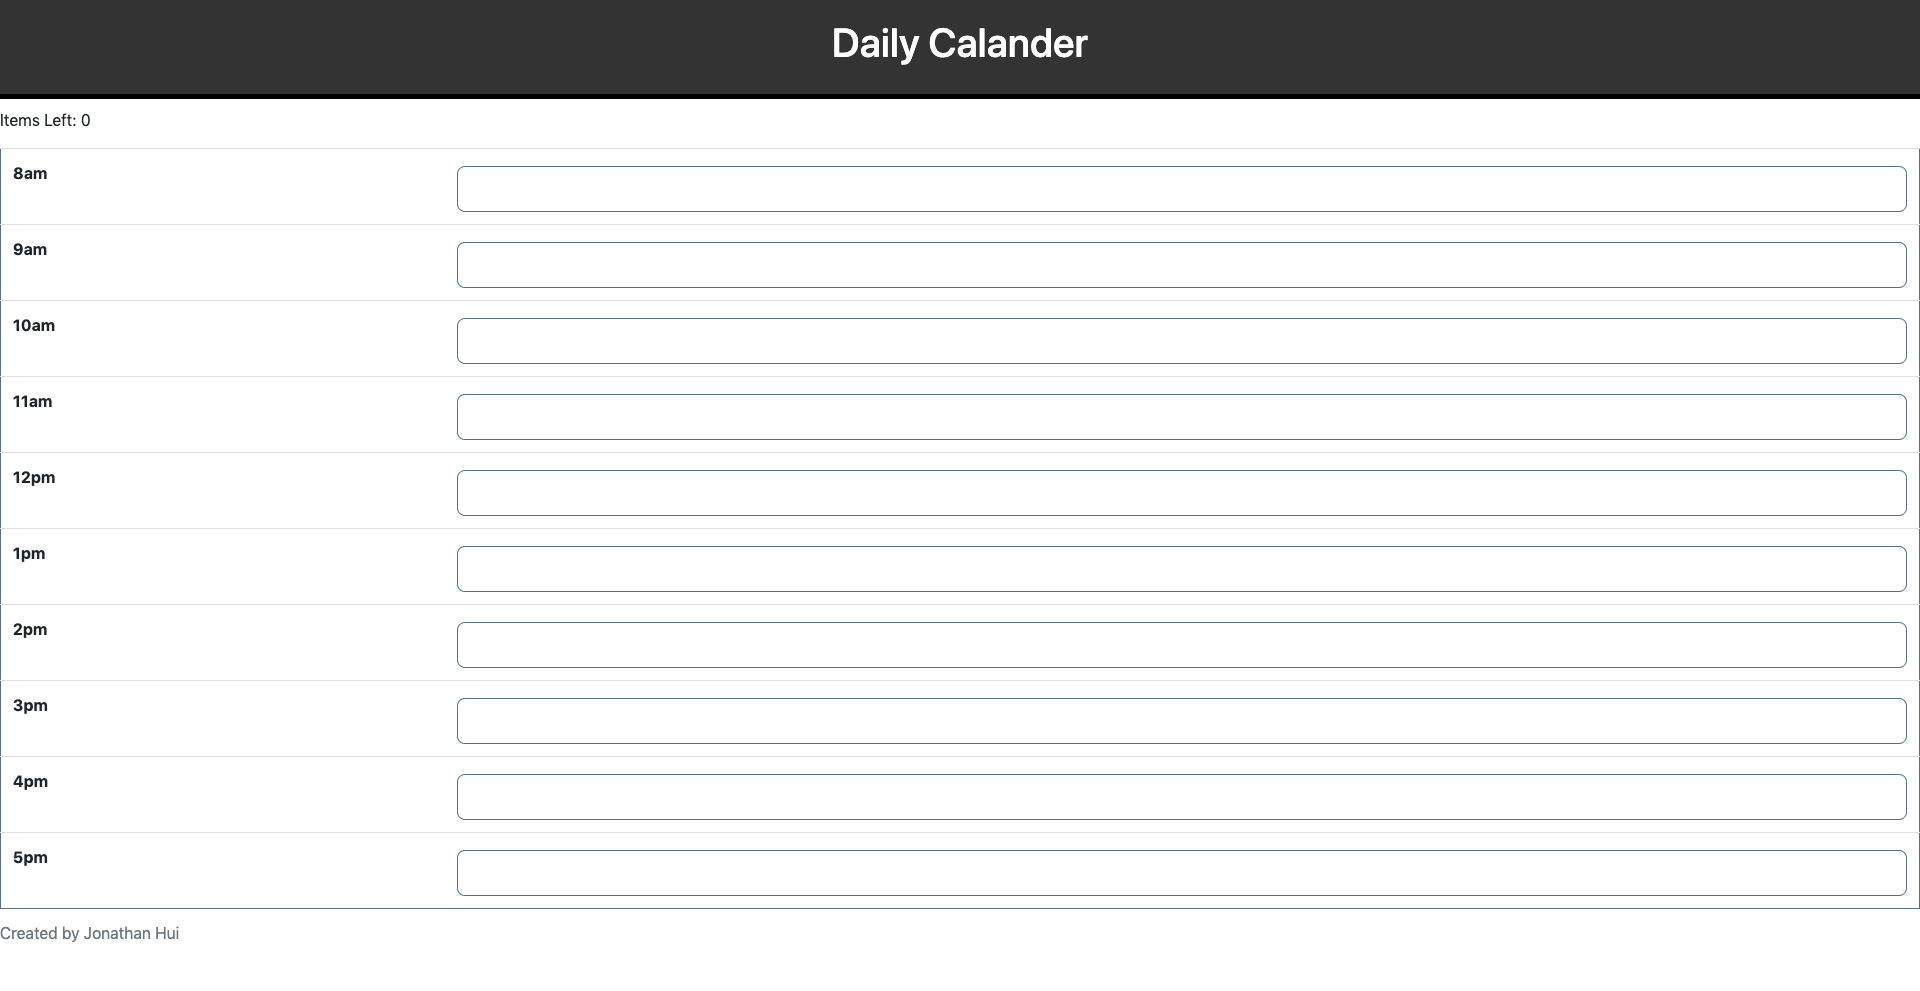 Daily Calander
Items Left: 0
8am
9am
10am
11am
12pm
1pm
2pm
3pm
4pm
5pm
Created by Jonathan Hui